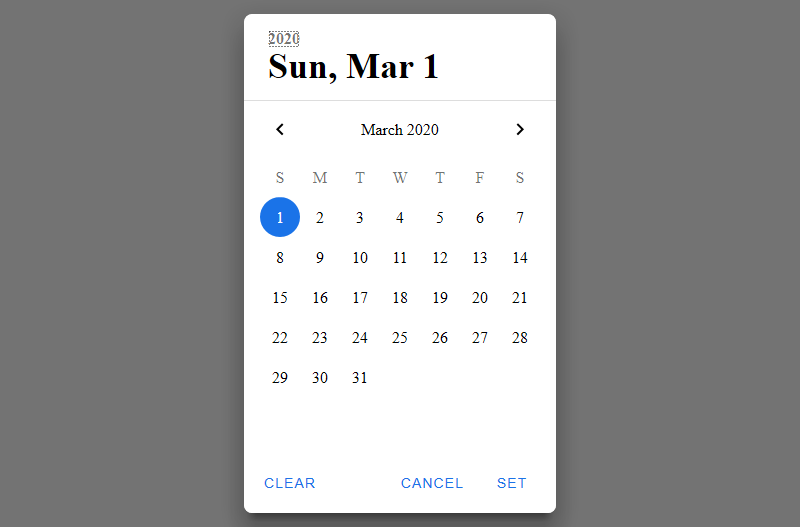 2020
Sun, Mar 1
March 2020
S M T W T F S
1 2 3 4 5 6 7
8 9 10 11 12 13 14
15 16 17 18 19 20 21
22 23 24 25 26 27 28
29 30 31
CLEAR CANCEL SET